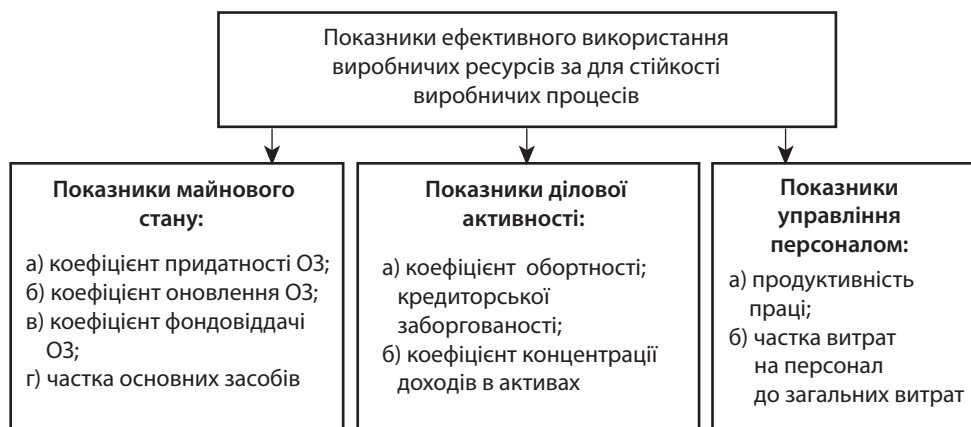 Показники ефективного використання
виробничих ресурсів за для стійкості
виробничих процесів
Показники майнового
стану:
а) коефіцієнт придатності ОЗ;
б) коефіцієнт оновлення ОЗ;
в) коефіцієнт фондовіддачі
ОЗ;
г) частка основних засобів
Показники ділової
активності:
а) коефіцієнт обортності;
кредиторської
заборгованості;
б) коефіцієнт концентрації
доходів в активах
Показники
управління
персоналом:
а) продуктивність
праці;
б) частка витрат
на персонал
до загальних витрат